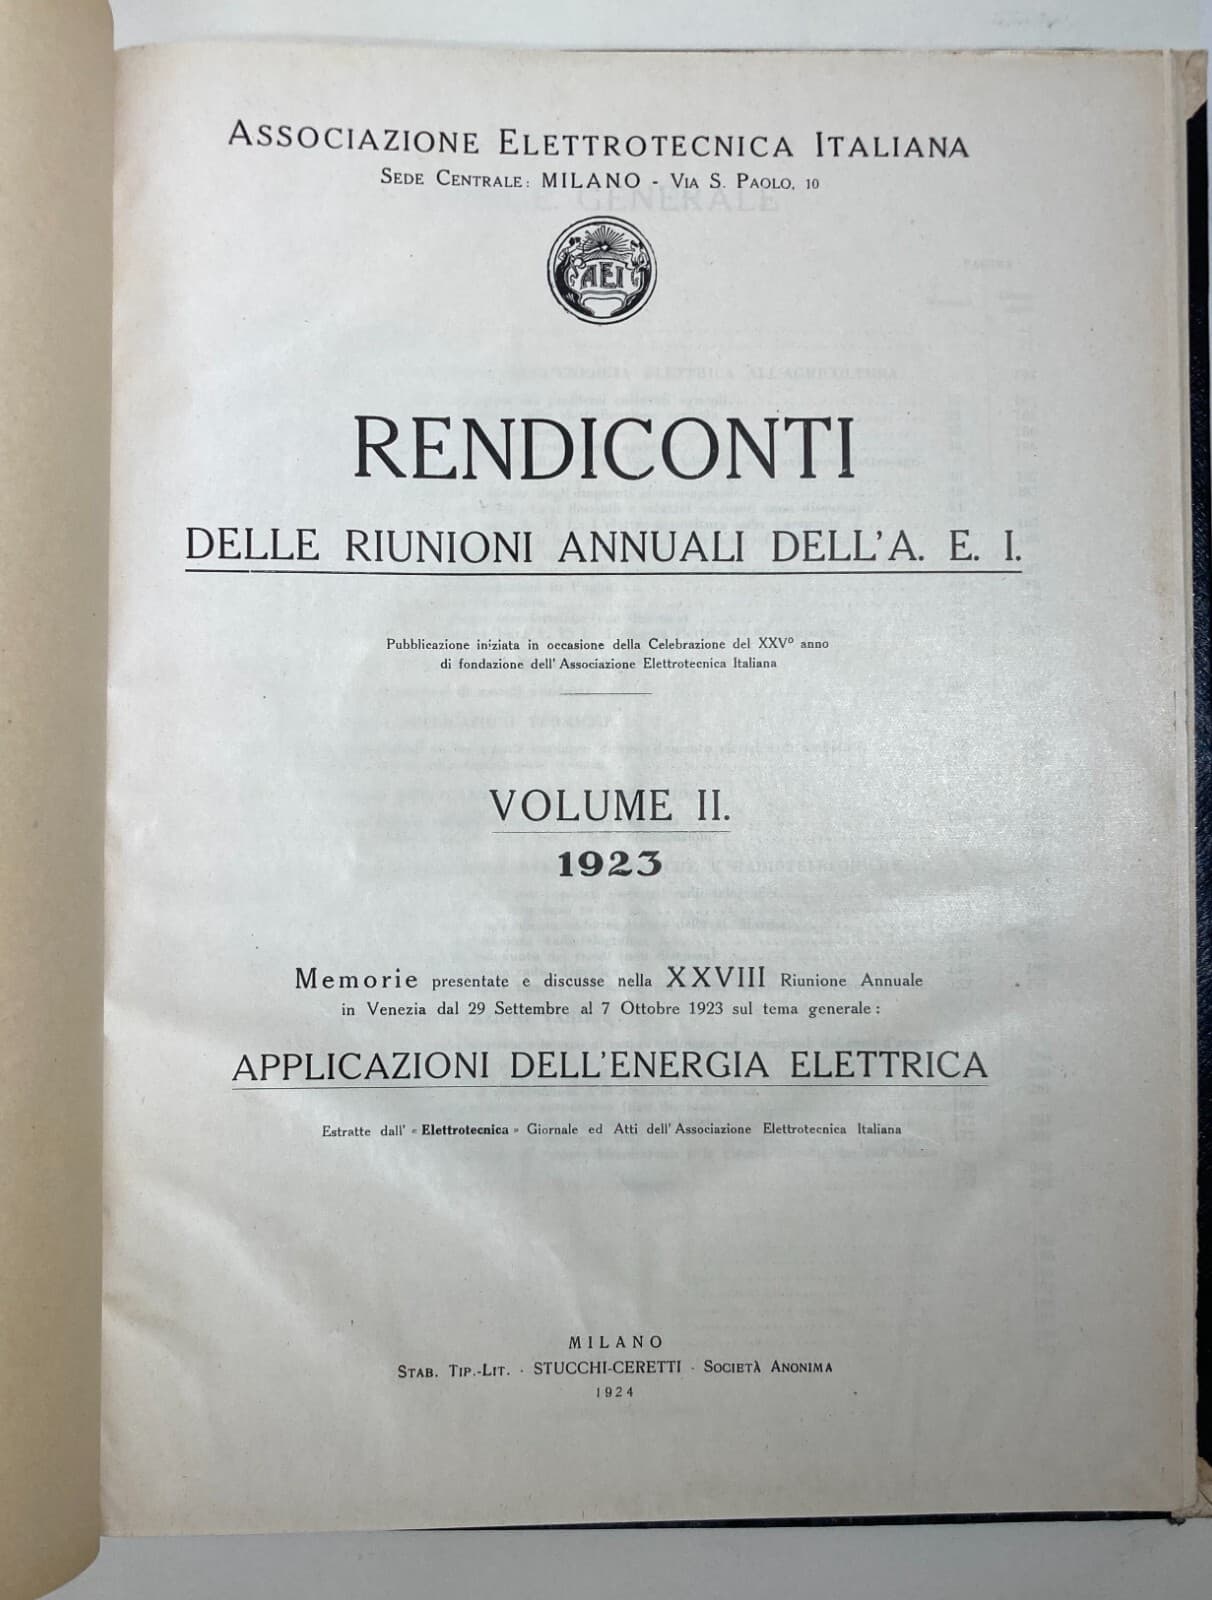 ASSOCIAZIONE ELETTROTECNICA ITALIANA
SEDE CENTRALE: MILANO - VIA S. PAOLO, 10
AEI
RENDICONTI
DELLE RIUNIONI ANNUALI DELL'A. E. I.
Pubblicazione iniziata in occasione della Celebrazione del XXVº anno
di fondazione dell' Associazione Elettrotecnica Italiana
VOLUME II.
1923
Memorie presentate e discusse nella XXVIII Riunione Annuale
in Venezia dal 29 Settembre al 7 Ottobre 1923 sul tema generale :
APPLICAZIONI DELL'ENERGIA ELETTRICA
Estratte dall' « Elettrotecnica » Giornale ed Atti dell' Associazione Elettrotecnica Italiana
MILANO
STAB. TIP.-LIT. · STUCCHI-CERETTI · SOCIETÀ ANONIMA
1924